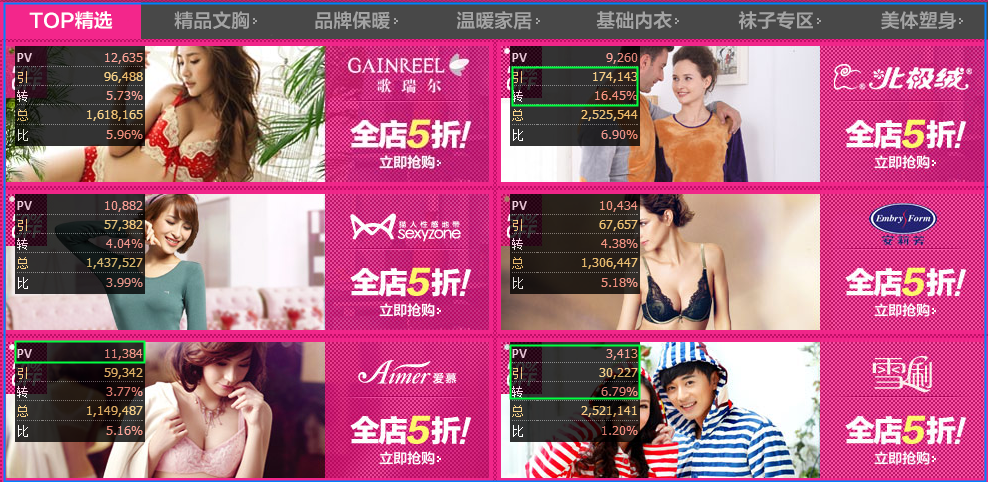 TOP精选 精品文胸 品牌保暖 温暖家居 基础内衣 袜子专区 美体塑身
PV 12,635
引 96,488
转 5.73%
总 1,618,165
比 5.96%
GAINREEL
歌瑞尔
全店5折!
立即抢购
PV 9,260
引 174,143
转 16.45%
总 2,525,544
比 6.90%
北极绒
全店5折!
立即抢购
PV 10,882
引 57,382
转 4.04%
总 1,437,527
比 3.99%
猫人性感地带
sexyzone
全店5折!
立即抢购
PV 10,434
引 67,657
转 4.38%
总 1,306,447
比 5.18%
Embry Form
安莉芳
全店5折!
立即抢购
PV 11,384
引 59,342
转 3.77%
总 1,149,487
比 5.16%
Aimer 爱慕
全店5折!
立即抢购
PV 3,413
引 30,227
转 6.79%
总 2,521,141
比 1.20%
雪俐
全店5折!
立即抢购